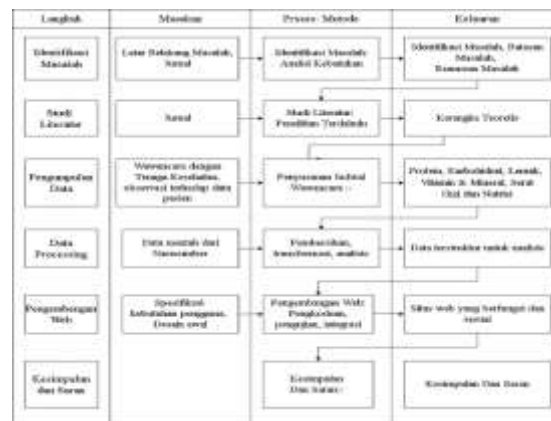 Langkah
Masukan
Proses / Metode
Keluaran
Identifikasi
Masalah
Latar Belakang Masalah,
Jurnal
Identifikasi Masalah
Analisi Kebutuhan
Identifikasi Masalah, Batasan
Masalah,
Rumusan Masalah
Studi
Literatur
Jurnal
Studi Literatur
Penelitian Terdahulu
Kerangka Teoretis
Pengumpulan
Data
Wawancara dengan
Tenaga Kesehatan,
observasi terhadap data
pasien
Penyusunan Jadwal
Wawancara :-
Protein, Karbohidrat, Lemak,
Vitamin & Mineral, Serat
Gizi dan Nutrisi
Data
Processing
Data mentah dari
Narasumber
Pembersihan,
transformasi, analisis
Data terstruktur untuk analisis
Pengembangan
Web
Spesifikasi
kebutuhan pengguna,
Desain awal
Pengembangan Web:
Pengkodean,
pengujian, integrasi
Situs web yang berfungsi dan
sesuai
Kesimpulan
dan Saran
Kesimpulan
Dan Saran:-
Kesimpulan Dan Saran